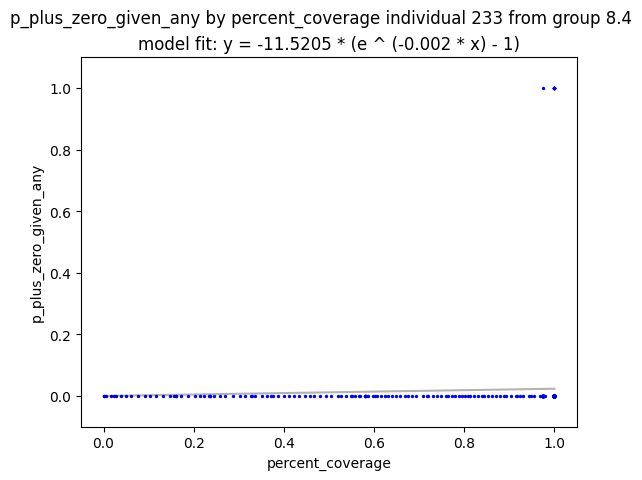 p_plus_zero_given_any by percent_coverage individual 233 from group 8.4
model fit: y = -11.5205 * (e ^ (-0.002 * x) - 1)
p_plus_zero_given_any
1.0
0.8
0.6
0.4
0.2
0.0
0.0 0.2 0.4 0.6 0.8 1.0
percent_coverage